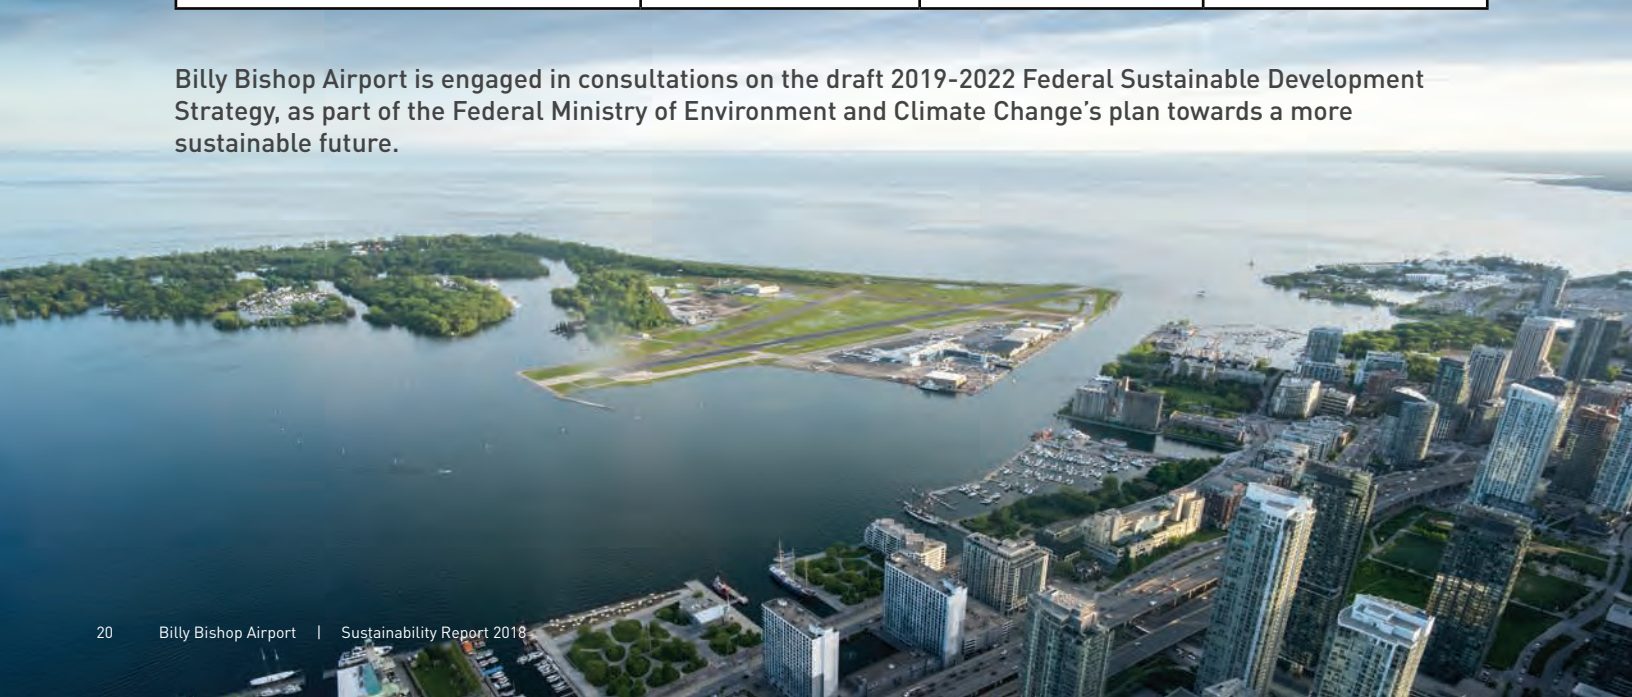 Billy Bishop Airport is engaged in consultations on the draft 2019-2022 Federal Sustainable Development
Strategy, as part of the Federal Ministry of Environment and Climate Change's plan towards a more
sustainable future.
20 Billy Bishop Airport | Sustainability Report 2018